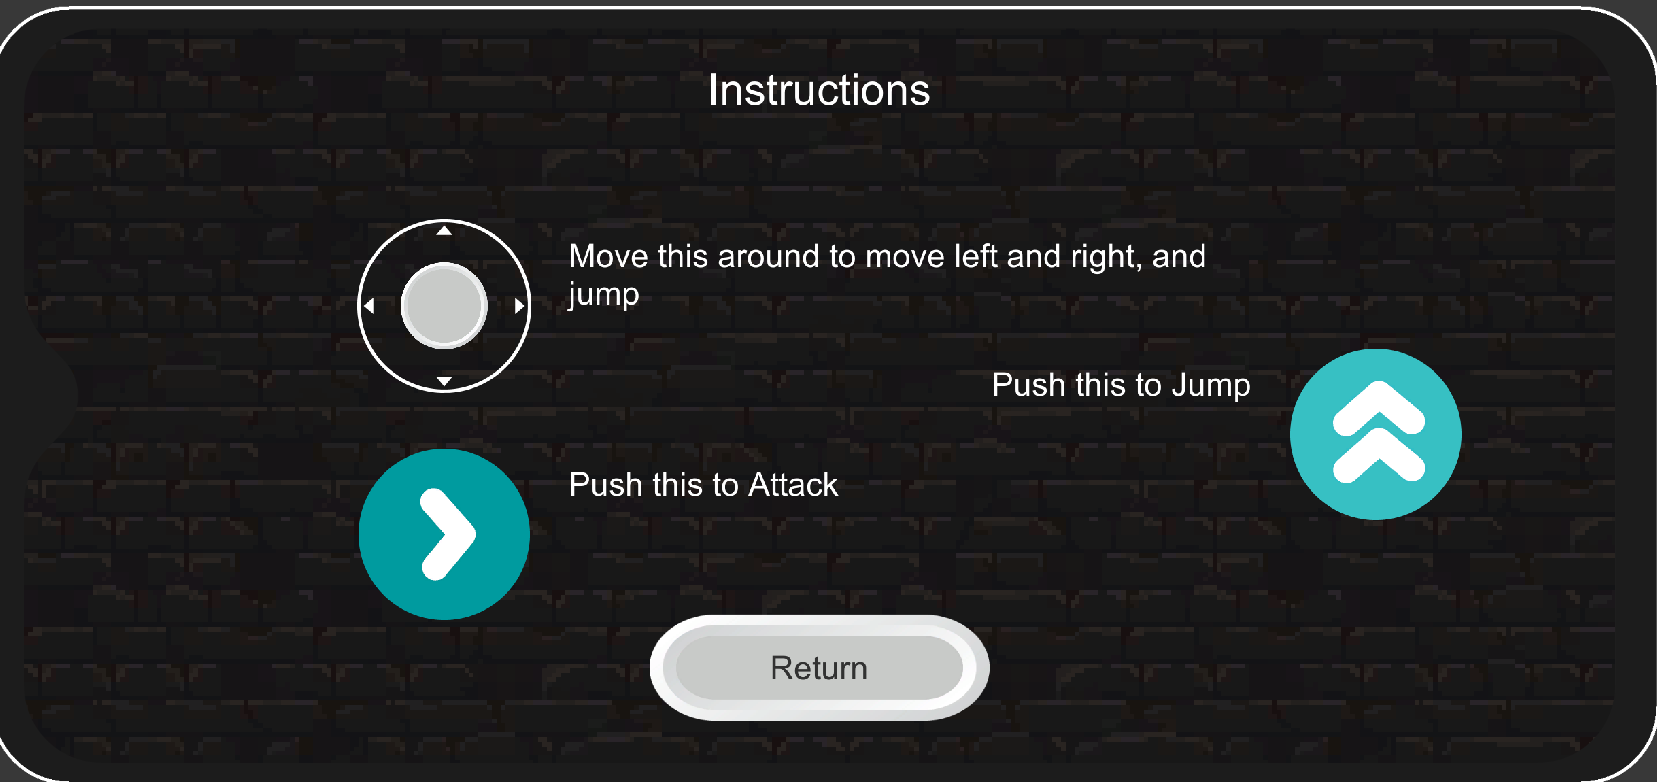 Instructions
Move this around to move left and right, and
jump
Push this to Jump
Push this to Attack
Return